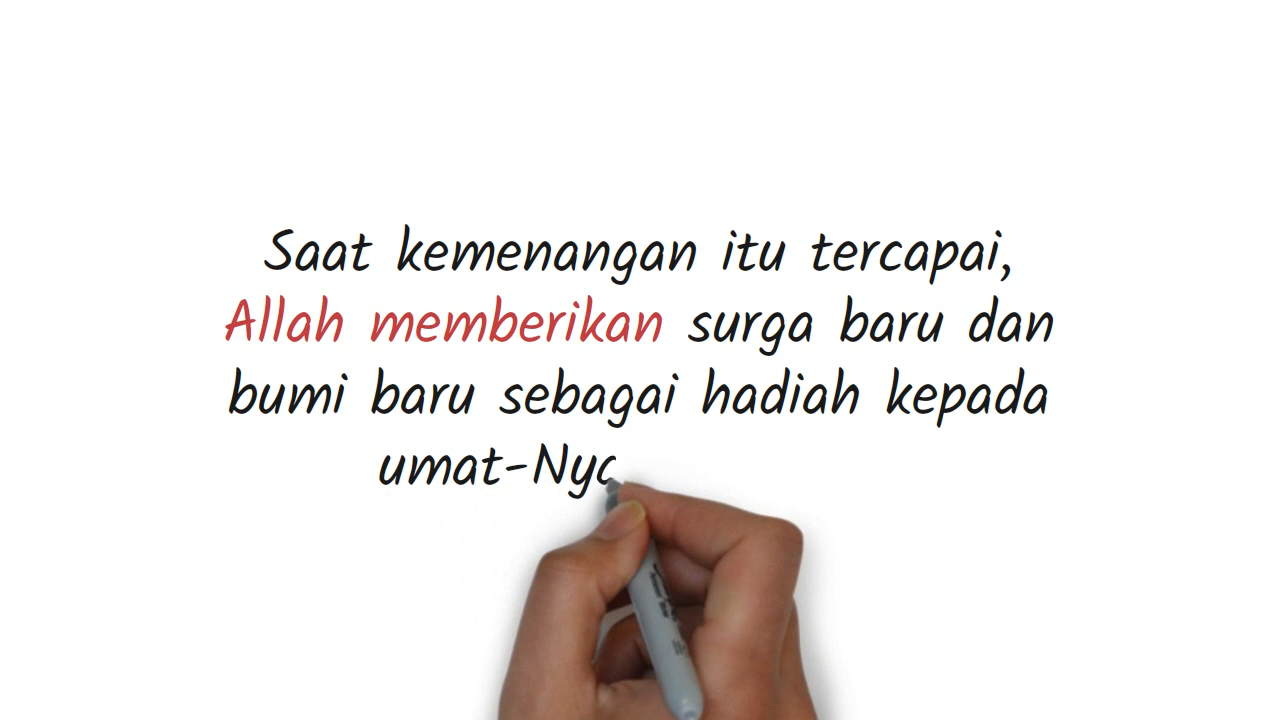 Saat kemenangan itu tercapai,
Allah memberikan surga baru dan
bumi baru sebagai hadiah kepada
umat-Ny